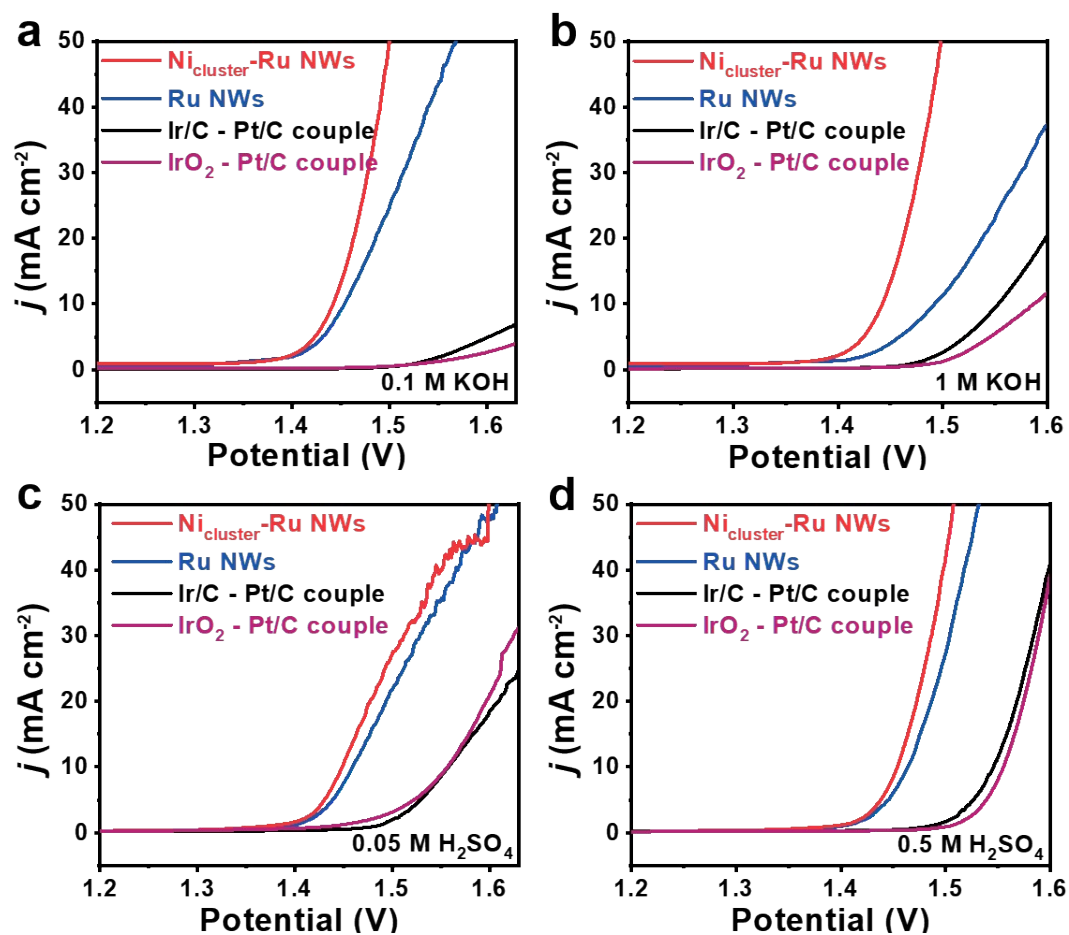 a
50
40
30
20
10
0
j (mA cm⁻²)
Ni_cluster-Ru NWs
Ru NWs
Ir/C - Pt/C couple
IrO₂ - Pt/C couple
0.1 M KOH
1.2 1.3 1.4 1.5 1.6
Potential (V)
b
50
40
30
20
10
0
j (mA cm⁻²)
Ni_cluster-Ru NWs
Ru NWs
Ir/C - Pt/C couple
IrO₂ - Pt/C couple
1 M KOH
1.2 1.3 1.4 1.5 1.6
Potential (V)
c
50
40
30
20
10
0
j (mA cm⁻²)
Ni_cluster-Ru NWs
Ru NWs
Ir/C - Pt/C couple
IrO₂ - Pt/C couple
0.05 M H₂SO₄
1.2 1.3 1.4 1.5 1.6
Potential (V)
d
50
40
30
20
10
0
j (mA cm⁻²)
Ni_cluster-Ru NWs
Ru NWs
Ir/C - Pt/C couple
IrO₂ - Pt/C couple
0.5 M H₂SO₄
1.2 1.3 1.4 1.5 1.6
Potential (V)